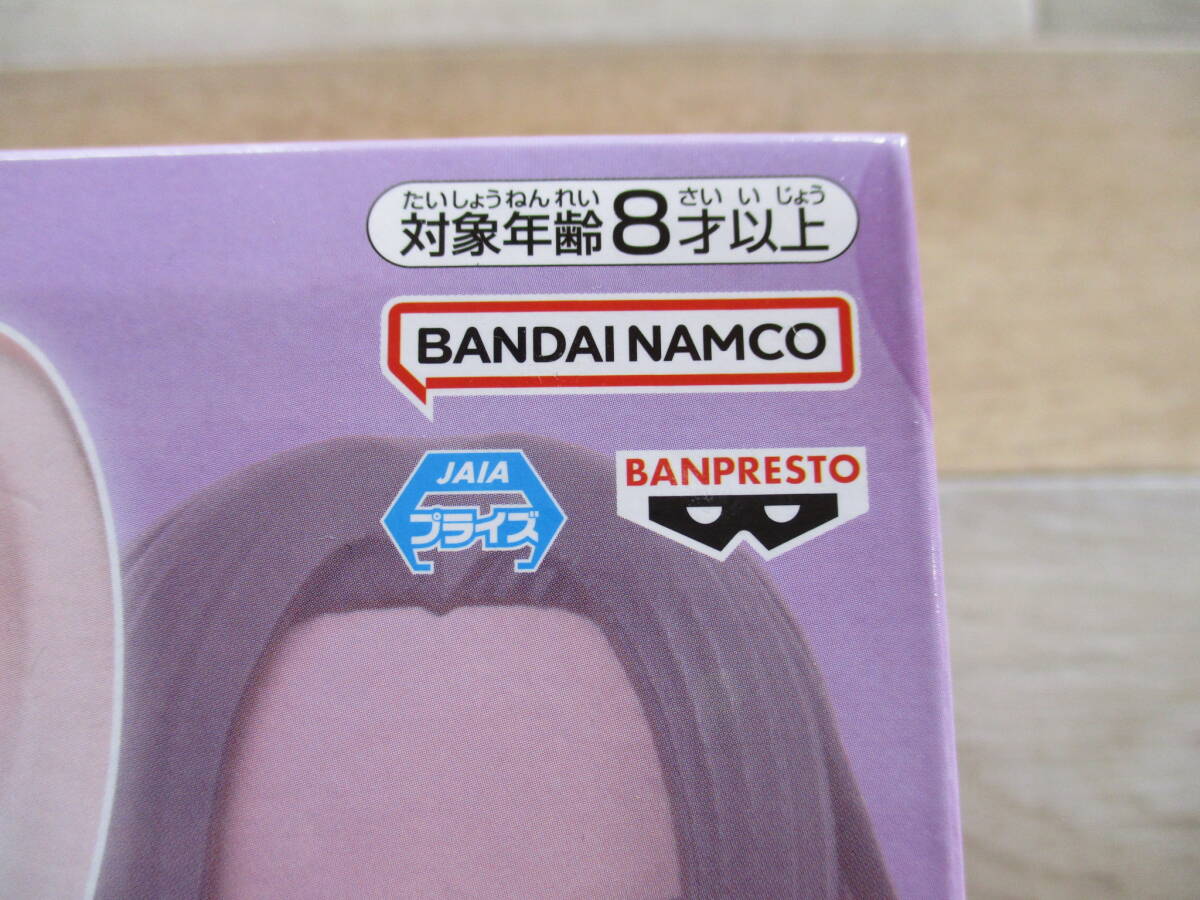 たいしょうねんれい さい い じょう
対象年齢8才以上
BANDAI NAMCO
JAIA
プライズ
BANPRESTO